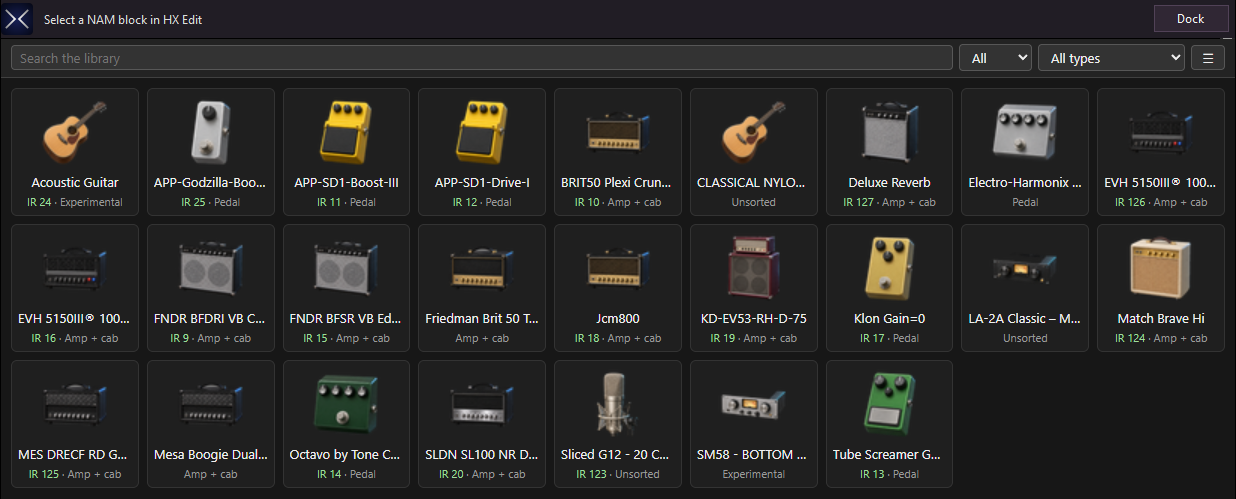 Select a NAM block in HX Edit
Dock
Search the library
All
All types
Acoustic Guitar
IR 24 · Experimental
APP-Godzilla-Boo...
IR 25 · Pedal
APP-SD1-Boost-III
IR 11 · Pedal
APP-SD1-Drive-I
IR 12 · Pedal
BRIT50 Plexi Crun...
IR 10 · Amp + cab
CLASSICAL NYLO...
Unsorted
Deluxe Reverb
IR 127 · Amp + cab
Electro-Harmonix ...
Pedal
EVH 5150III® 100...
IR 126 · Amp + cab
EVH 5150III® 100...
IR 16 · Amp + cab
FNDR BFDRI VB C...
IR 9 · Amp + cab
FNDR BFSR VB Ed...
IR 15 · Amp + cab
Friedman Brit 50 T...
Amp + cab
Jcm800
IR 18 · Amp + cab
KD-EV53-RH-D-75
IR 19 · Amp + cab
Klon Gain=0
IR 17 · Pedal
LA-2A Classic – M...
Unsorted
Match Brave Hi
IR 124 · Amp + cab
MES DRECF RD G...
IR 125 · Amp + cab
Mesa Boogie Dual...
Amp + cab
Octavo by Tone C...
IR 14 · Pedal
SLDN SL100 NR D...
IR 20 · Amp + cab
Sliced G12 - 20 C...
IR 123 · Unsorted
SM58 - BOTTOM ...
Experimental
Tube Screamer G...
IR 13 · Pedal